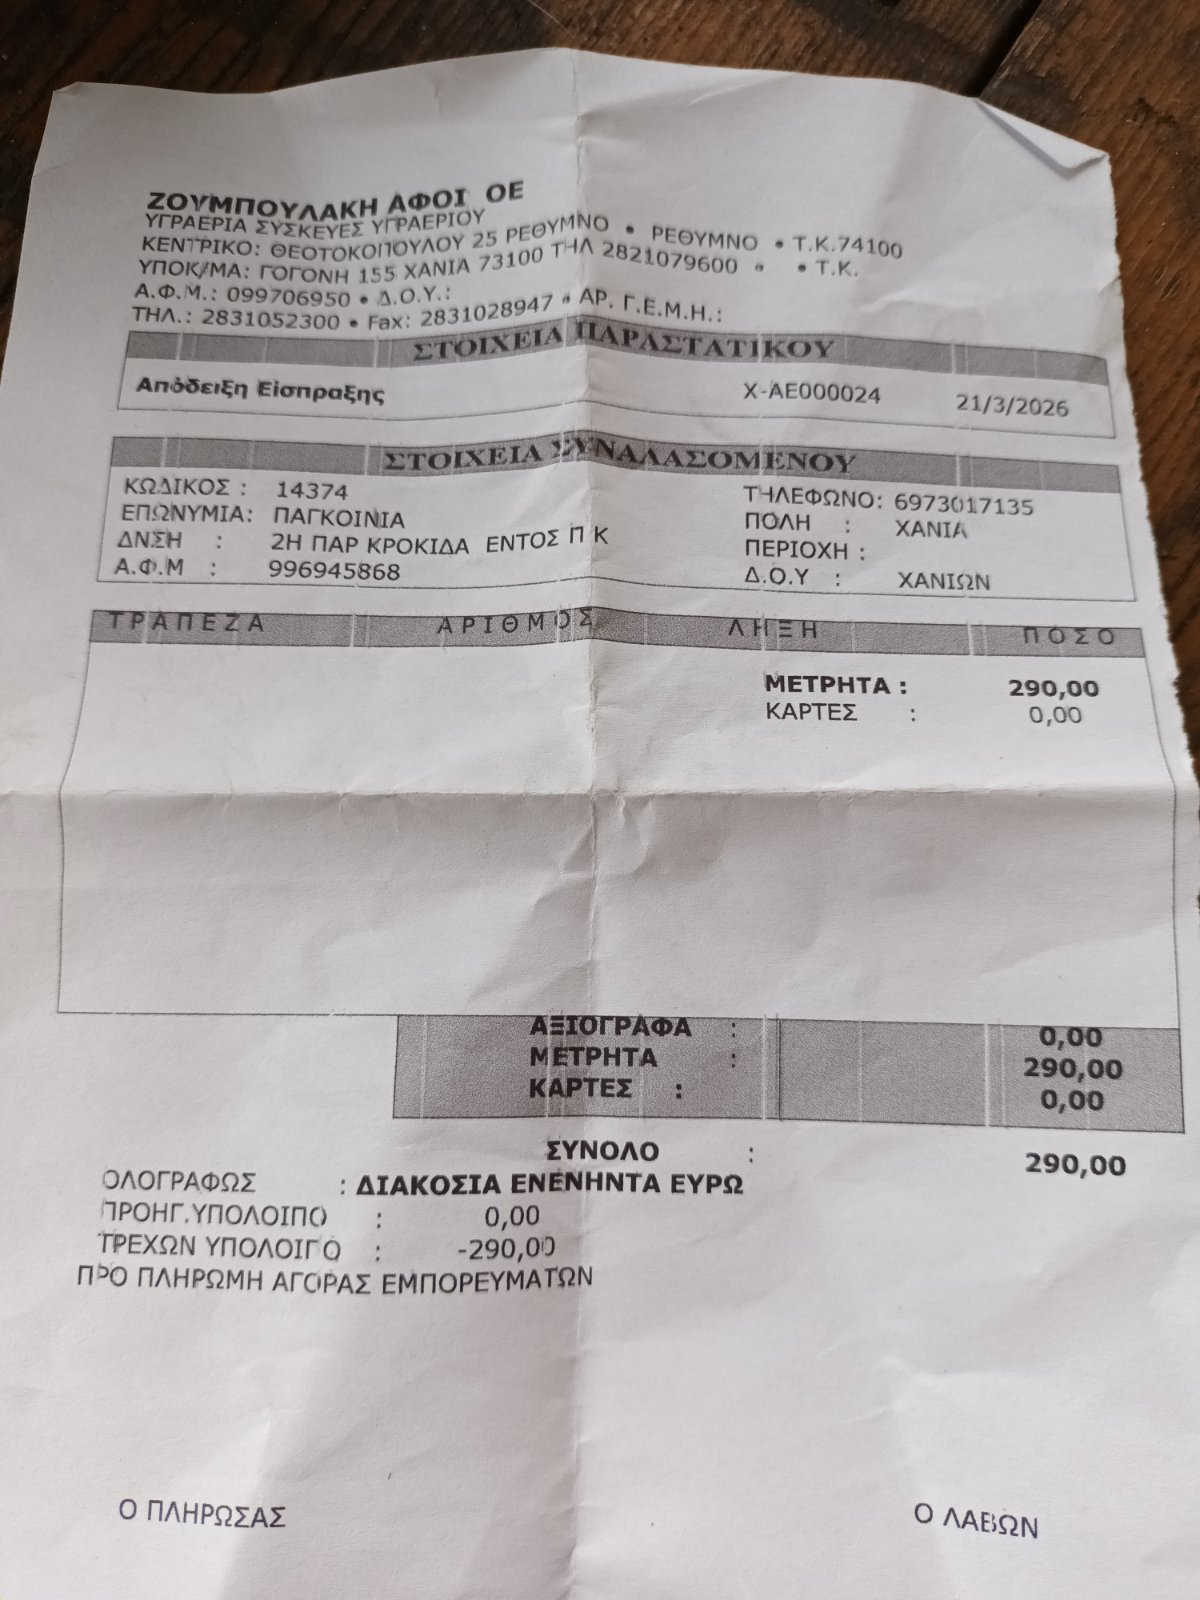 ΖΟΥΜΠΟΥΛΑΚΗ ΑΦΟΙ ΟΕ
ΥΓΡΑΕΡΙΑ ΣΥΣΚΕΥΕΣ ΥΓΡΑΕΡΙΟΥ
ΚΕΝΤΡΙΚΟ: ΘΕΟΤΟΚΟΠΟΥΛΟΥ 25 ΡΕΘΥΜΝΟ • ΡΕΘΥΜΝΟ • Τ.Κ.74100
ΥΠΟΚ/ΜΑ: ΓΟΓΟΝΗ 155 ΧΑΝΙΑ 73100 ΤΗΛ 2821079600 • • Τ.Κ.
Α.Φ.Μ.: 099706950 • Δ.Ο.Υ.:
ΤΗΛ.: 2831052300 • Fax: 2831028947 • ΑΡ. Γ.Ε.Μ.Η.:
ΣΤΟΙΧΕΙΑ ΠΑΡΑΣΤΑΤΙΚΟΥ
Απόδειξη Είσπραξης Χ-ΑΕ000024 21/3/2026
ΣΤΟΙΧΕΙΑ ΣΥΝΑΛΑΣΟΜΕΝΟΥ
ΚΩΔΙΚΟΣ : 14374 ΤΗΛΕΦΩΝΟ: 6973017135
ΕΠΩΝΥΜΙΑ: ΠΑΓΚΟΙΝΙΑ ΠΟΛΗ : ΧΑΝΙΑ
ΔΝΣΗ : 2Η ΠΑΡ ΚΡΟΚΙΔΑ ΕΝΤΟΣ Π Κ ΠΕΡΙΟΧΗ :
Α.Φ.Μ : 996945868 Δ.Ο.Υ : ΧΑΝΙΩΝ
ΤΡΑΠΕΖΑ ΑΡΙΘΜΟΣ ΛΗΞΗ ΠΟΣΟ
ΜΕΤΡΗΤΑ : 290,00
ΚΑΡΤΕΣ : 0,00
ΑΞΙΟΓΡΑΦΑ : 0,00
ΜΕΤΡΗΤΑ : 290,00
ΚΑΡΤΕΣ : 0,00
ΣΥΝΟΛΟ : 290,00
ΟΛΟΓΡΑΦΩΣ : ΔΙΑΚΟΣΙΑ ΕΝΕΝΗΝΤΑ ΕΥΡΩ
ΠΡΟΗΓ.ΥΠΟΛΟΙΠΟ : 0,00
ΤΡΕΧΩΝ ΥΠΟΛΟΙΠΟ : -290,00
ΠΡΟ ΠΛΗΡΩΜΗ ΑΓΟΡΑΣ ΕΜΠΟΡΕΥΜΑΤΩΝ
Ο ΠΛΗΡΩΣΑΣ Ο ΛΑΒΩΝ